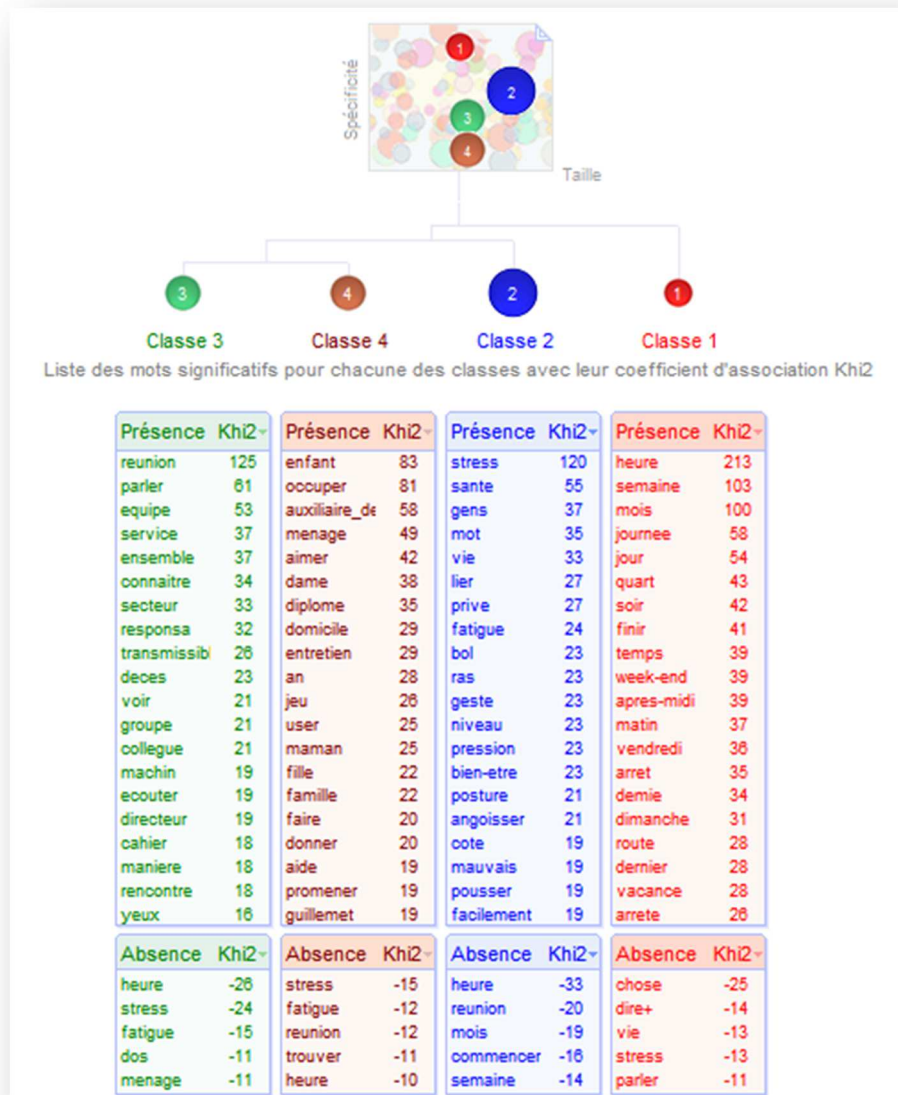 1
2
3
4
Spécificité
Taille
3 4 2 1
Classe 3 Classe 4 Classe 2 Classe 1
Liste des mots significatifs pour chacune des classes avec leur coefficient d'association Khi2
Présence Khi2 Présence Khi2 Présence Khi2 Présence Khi2
reunion 125 enfant 83 stress 120 heure 213
parler 61 occuper 81 sante 55 semaine 103
equipe 53 auxiliaire_de 58 gens 37 mois 100
service 37 menage 49 mot 35 journee 58
ensemble 37 aimer 42 vie 33 jour 54
connaitre 34 dame 38 lier 27 quart 43
secteur 33 diplome 35 prive 27 soir 42
responsa 32 domicile 29 fatigue 24 finir 41
transmissibl 26 entretien 29 bol 23 temps 39
deces 23 an 28 ras 23 week-end 39
voir 21 jeu 26 geste 23 apres-midi 39
groupe 21 user 25 niveau 23 matin 37
collegue 21 maman 25 pression 23 vendredi 36
machin 19 fille 22 bien-etre 23 arret 35
ecouter 19 famille 22 posture 21 demie 34
directeur 19 faire 20 angoisser 21 dimanche 31
cahier 18 donner 20 cote 19 route 28
maniere 18 aide 19 mauvais 19 dernier 28
rencontre 18 promener 19 pousser 19 vacance 28
yeux 16 guillemet 19 facilement 19 arrete 26
Absence Khi2 Absence Khi2 Absence Khi2 Absence Khi2
heure -26 stress -15 heure -33 chose -25
stress -24 fatigue -12 reunion -20 dire+ -14
fatigue -15 reunion -12 mois -19 vie -13
dos -11 trouver -11 commencer -16 stress -13
menage -11 heure -10 semaine -14 parler -11